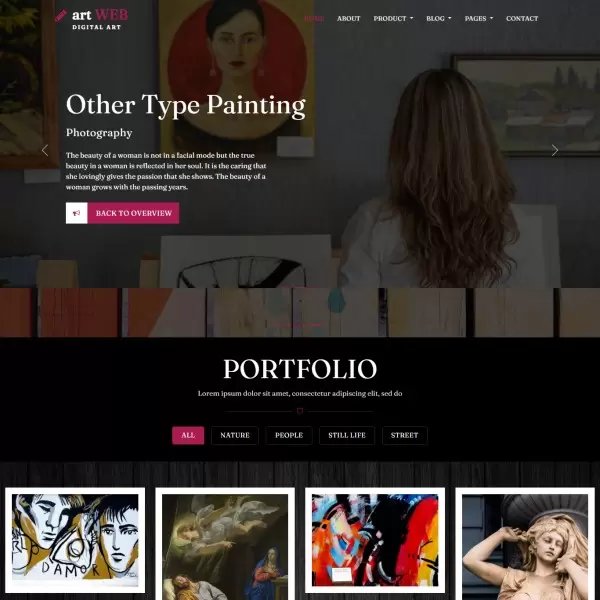 art WEB
DIGITAL ART
HOME
ABOUT
PRODUCT
BLOG
PAGES
CONTACT
Other Type Painting
Photography
The beauty of a woman is not in a facial mode but the true
beauty in a woman is reflected in her soul. It is the caring that
she lovingly gives the passion that she shows. The beauty of a
woman grows with the passing years.
BACK TO OVERVIEW
PORTFOLIO
Lorem ipsum dolor sit amet, consectetur adipiscing elit, sed do
ALL
NATURE
PEOPLE
STILL LIFE
STREET
D'AMOR